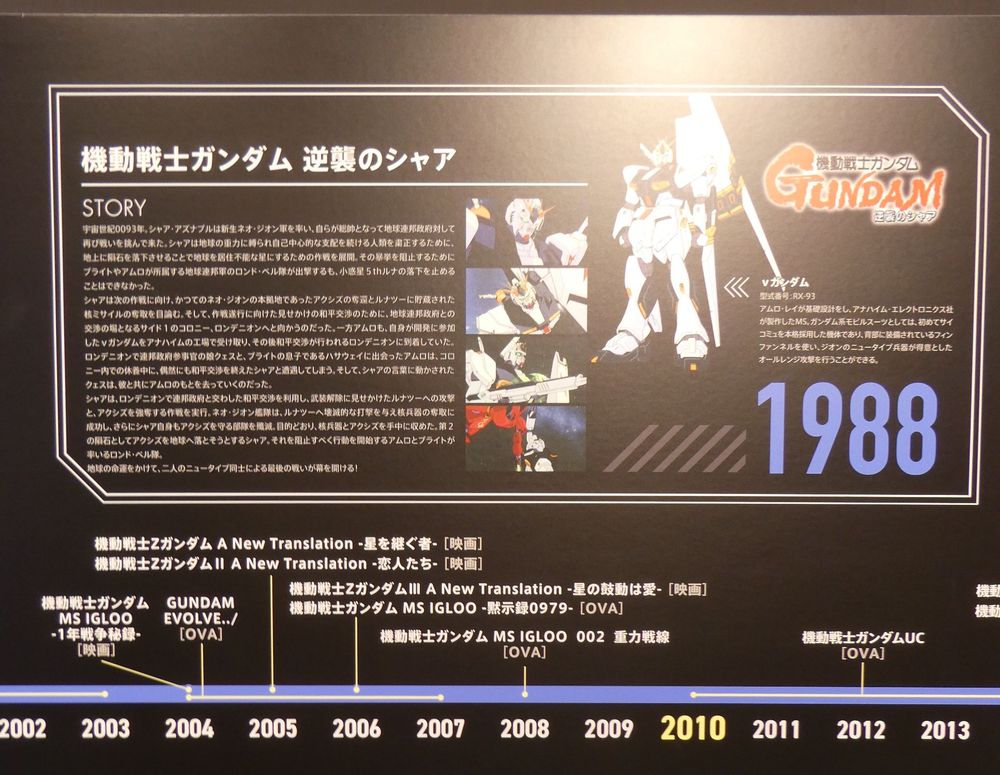 機動戦士ガンダム 逆襲のシャア
STORY
宇宙世紀0093年。シャア・アズナブルは新生ネオ・ジオン軍を率い、自らが総帥となって地球連邦政府対して
再び戦いを挑んで来た。シャアは地球の重力に縛られ自己中心的な支配を続ける人類を粛正するために、
地上に隕石を落下させることで地球を居住不能な星にするための作戦を展開。その暴挙を阻止するために
ブライトやアムロが所属する地球連邦軍のロンド・ベル隊が出撃するも、小惑星5thルナの落下を止める
ことはできなかった。
シャアは次の作戦に向け、かつてのネオ・ジオンの本拠地であったアクシズの奪還とルナツーに貯蔵された
核ミサイルの奪取を目論む。そして、作戦遂行に向けた見せかけの和平交渉のために、地球連邦政府との
交渉の場となるサイド1のコロニー、ロンデニオンへと向かうのだった。一方アムロも、自身が開発に参加
したνガンダムをアナハイムの工場で受け取り、その後和平交渉が行われるロンデニオンに到着していた。
ロンデニオンで連邦政府参事官の娘クェスと、ブライトの息子であるハサウェイに出会ったアムロは、コロ
ニー内での休養中に、偶然にも和平交渉を終えたシャアと遭遇してしまう。そして、シャアの言葉に動かされた
クェスは、彼と共にアムロのもとを去っていくのだった。
シャアは、ロンデニオンで連邦政府と交わした和平交渉を利用し、武装解除に見せかけたルナツーへの攻撃
と、アクシズを強奪する作戦を実行。ネオ・ジオン艦隊は、ルナツーへ壊滅的な打撃を与え核兵器の奪取に
成功し、さらにシャア自身もアクシズを守る部隊を殲滅。目的どおり、核兵器とアクシズを手中に収めた。第2
の隕石としてアクシズを地球へ落とそうとするシャア。それを阻止すべく行動を開始するアムロとブライトが
率いるロンド・ベル隊。
地球の命運をかけて、二人のニュータイプ同士による最後の戦いが幕を開ける!
機動戦士ガンダム
GUNDAM
逆襲のシャア
νガンダム
型式番号:RX-93
アムロ・レイが基礎設計をし、アナハイム・エレクトロニクス社
が製作したMS。ガンダム系モビルスーツとしては、初めてサイ
コミュを本格採用した機体であり、背部に装備されているフィン
ファンネルを使い、ジオンのニュータイプ兵器が得意とした
オールレンジ攻撃を行うことができる。
1988
機動戦士Zガンダム A New Translation -星を継ぐ者- [映画]
機動戦士ZガンダムⅡ A New Translation -恋人たち- [映画]
機動戦士ZガンダムⅢ A New Translation -星の鼓動は愛- [映画]
機動戦士ガンダム MS IGLOO -黙示録0979- [OVA]
機動戦士ガンダム
MS IGLOO
-1年戦争秘録-
[映画]
GUNDAM
EVOLVE../
[OVA]
機動戦士ガンダム MS IGLOO 002 重力戦線
[OVA]
機動戦士ガンダムUC
[OVA]
機動
機動
2002 2003 2004 2005 2006 2007 2008 2009 2010 2011 2012 2013